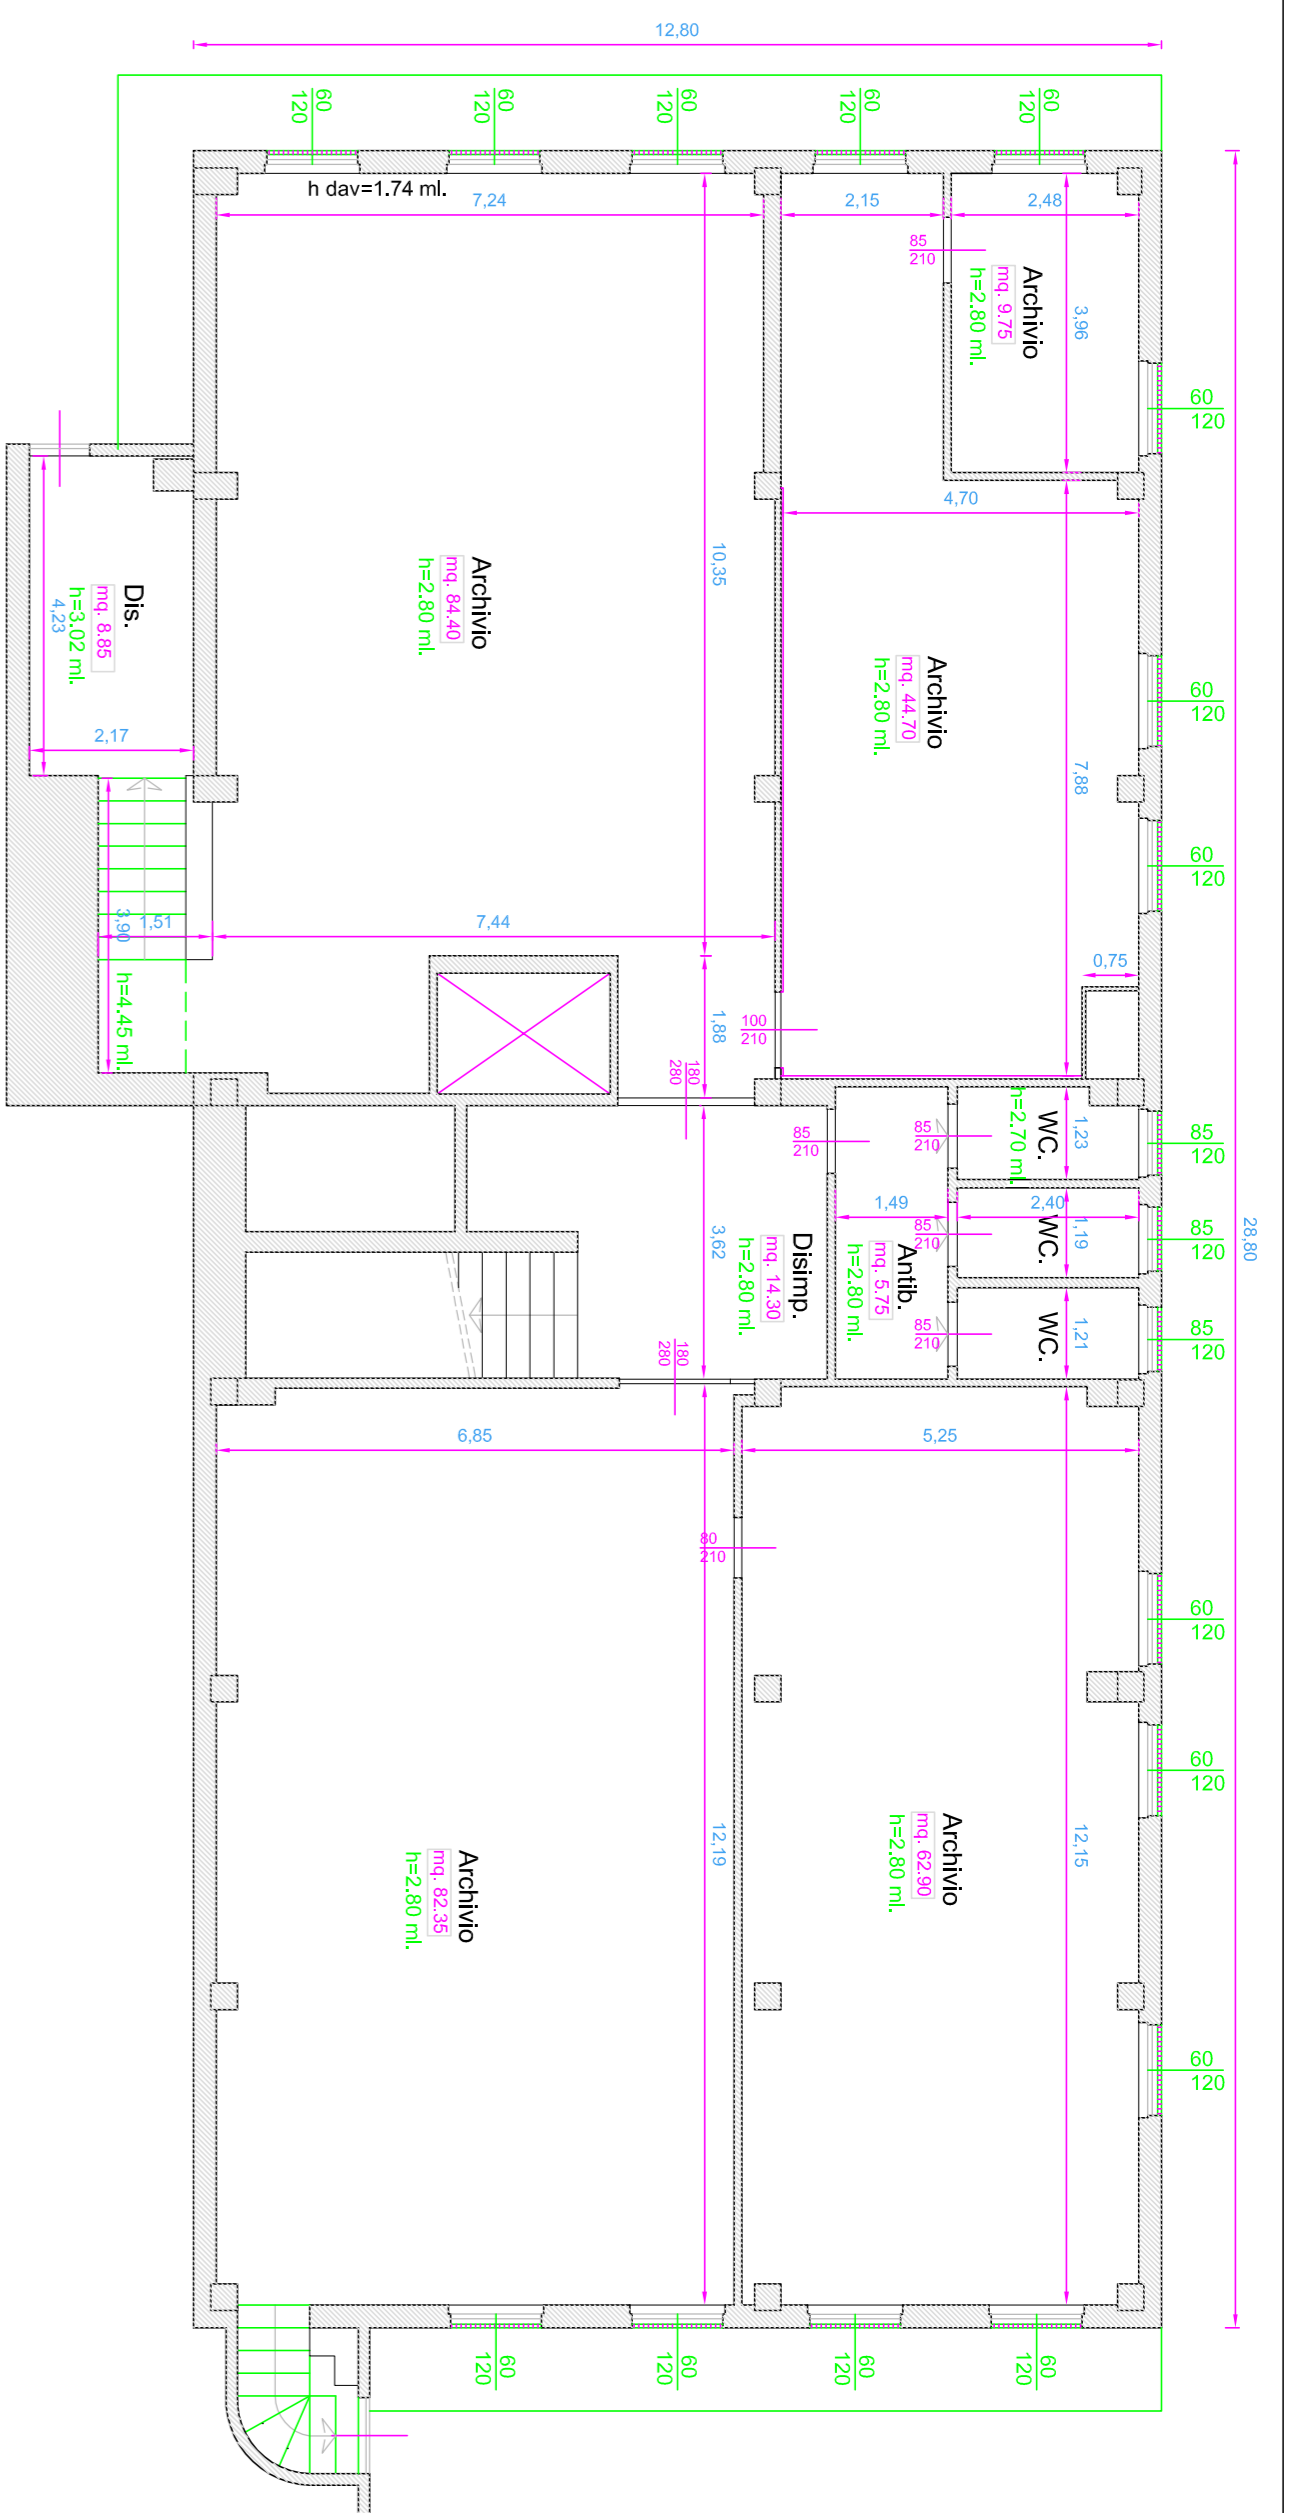 12,80
60
120
60
120
60
120
60
120
60
120
h dav=1.74 ml.
7,24
2,15
2,48
85
210
Archivio
mq. 9.75
h=2.80 ml.
3,96
60
120
4,70
10,35
Archivio
mq. 84.40
h=2.80 ml.
Dis.
mq. 8.85
h=3.02 ml.
4,23
2,17
Archivio
mq. 44.70
h=2.80 ml.
7,88
60
120
60
120
3,90
1,51
7,44
h=4.45 ml.
0,75
1,88
100
210
180
280
85
210
85
210
WC.
h=2.70 ml.
1,23
85
120
1,49
2,40
85
210
WC.
1,19
85
120
28,80
3,62
Disimp.
mq. 14.30
h=2.80 ml.
Antib.
mq. 5.75
h=2.80 ml.
85
210
WC.
1,21
85
120
180
280
6,85
5,25
80
210
60
120
60
120
12,19
12,15
Archivio
mq. 82.35
h=2.80 ml.
Archivio
mq. 62.90
h=2.80 ml.
60
120
60
120
60
120
60
120
60
120